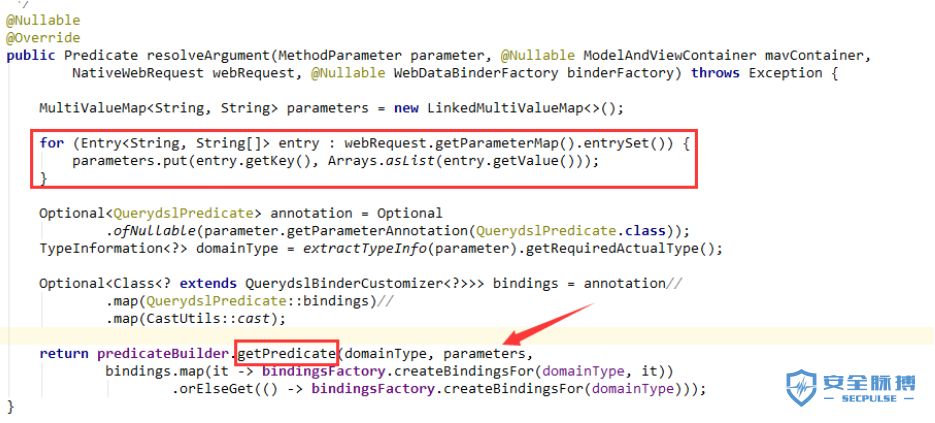 */
@Nullable
@Override
public Predicate resolveArgument(MethodParameter parameter, @Nullable ModelAndViewContainer mavContainer,
NativeWebRequest webRequest, @Nullable WebDataBinderFactory binderFactory) throws Exception {
MultiValueMap<String, String> parameters = new LinkedMultiValueMap<>();
for (Entry<String, String[]> entry : webRequest.getParameterMap().entrySet()) {
parameters.put(entry.getKey(), Arrays.asList(entry.getValue()));
}
Optional<QuerydslPredicate> annotation = Optional
.ofNullable(parameter.getParameterAnnotation(QuerydslPredicate.class));
TypeInformation<?> domainType = extractTypeInfo(parameter).getRequiredActualType();
Optional<Class<? extends QuerydslBinderCustomizer<?>>> bindings = annotation//
.map(QuerydslPredicate::bindings)//
.map(CastUtils::cast);
return predicateBuilder.getPredicate(domainType, parameters,
bindings.map(it -> bindingsFactory.createBindingsFor(domainType, it))
.orElseGet(() -> bindingsFactory.createBindingsFor(domainType)));
}
安全脉搏
SECPULSE